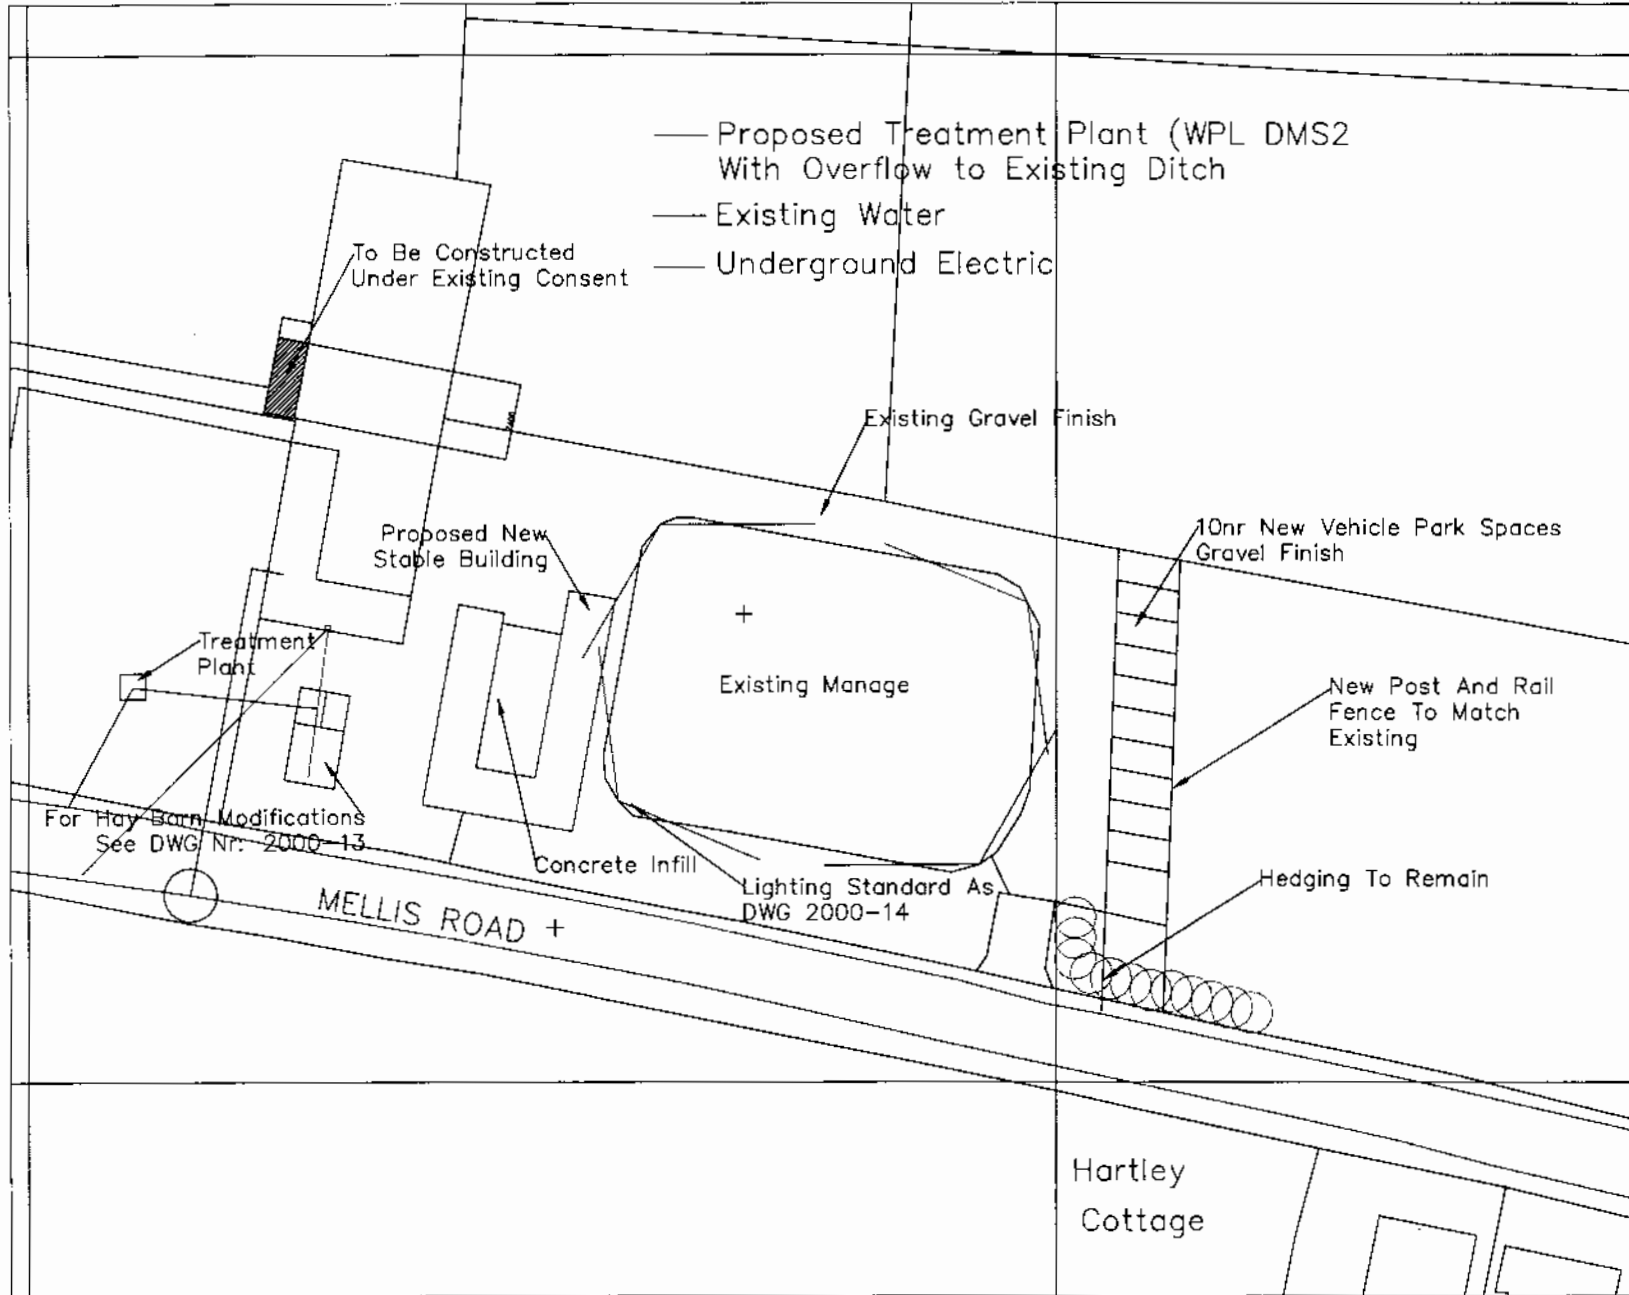 Proposed Treatment Plant (WPL DMS2
With Overflow to Existing Ditch
Existing Water
Underground Electric
To Be Constructed
Under Existing Consent
Existing Gravel Finish
Proposed New
Stable Building
10nr New Vehicle Park Spaces
Gravel Finish
Treatment
Plant
Existing Manage
New Post And Rail
Fence To Match
Existing
For Hay Barn Modifications
See DWG Nr: 2000-13
Concrete Infill
Lighting Standard As
DWG 2000-14
Hedging To Remain
MELLIS ROAD
Hartley
Cottage